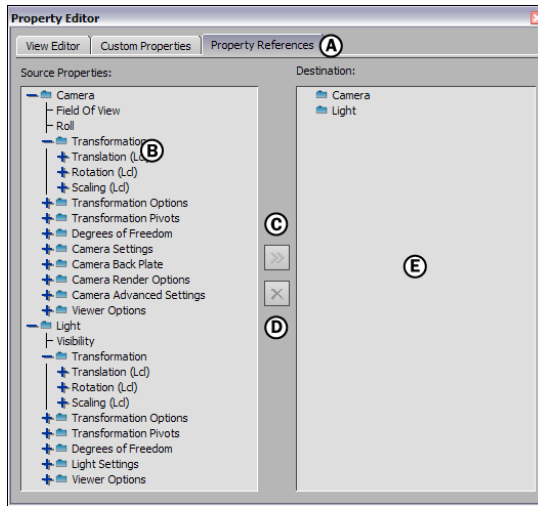 Property Editor
View Editor
Custom Properties
Property References
A
Source Properties:
Destination:
Camera
Field Of View
Roll
Transformation
B
Translation (Lcl)
Rotation (Lcl)
Scaling (Lcl)
Transformation Options
Transformation Pivots
Degrees of Freedom
Camera Settings
Camera Back Plate
Camera Render Options
Camera Advanced Settings
Viewer Options
Light
Visibility
Transformation
Translation (Lcl)
Rotation (Lcl)
Scaling (Lcl)
Transformation Options
Transformation Pivots
Degrees of Freedom
Light Settings
Viewer Options
C
D
Camera
Light
E